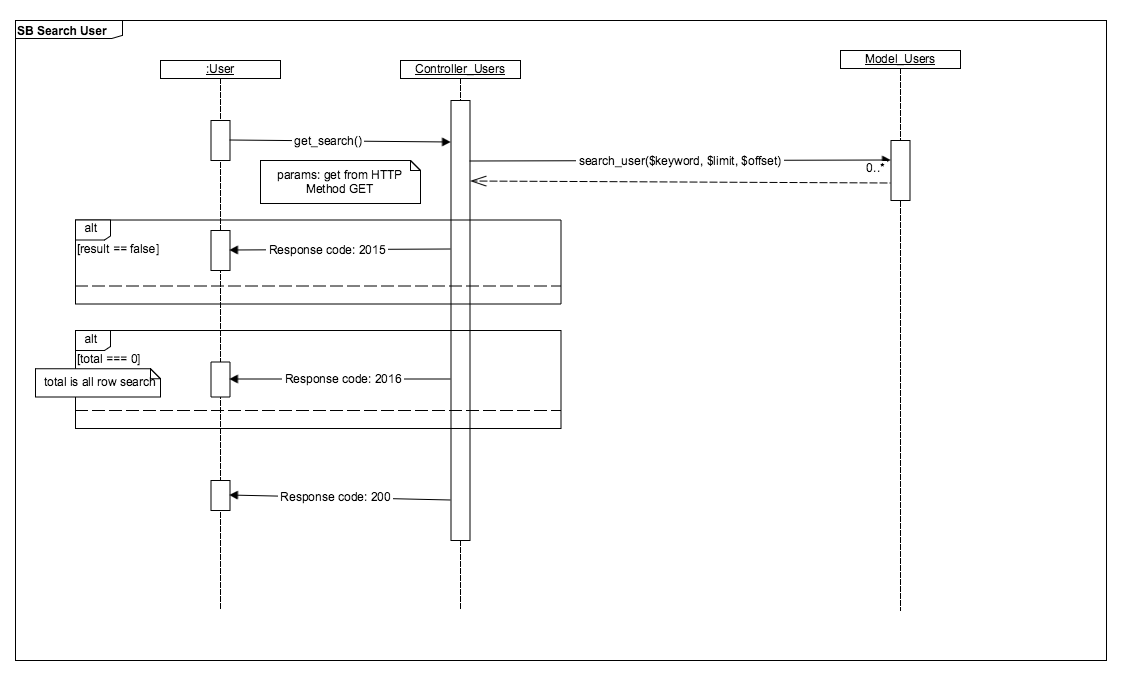 SB Search User
:User
Controller_Users
Model_Users
get_search()
search_user($keyword, $limit, $offset)
0..*
params: get from HTTP
Method GET
alt
[result == false]
Response code: 2015
alt
[total === 0]
total is all row search
Response code: 2016
Response code: 200